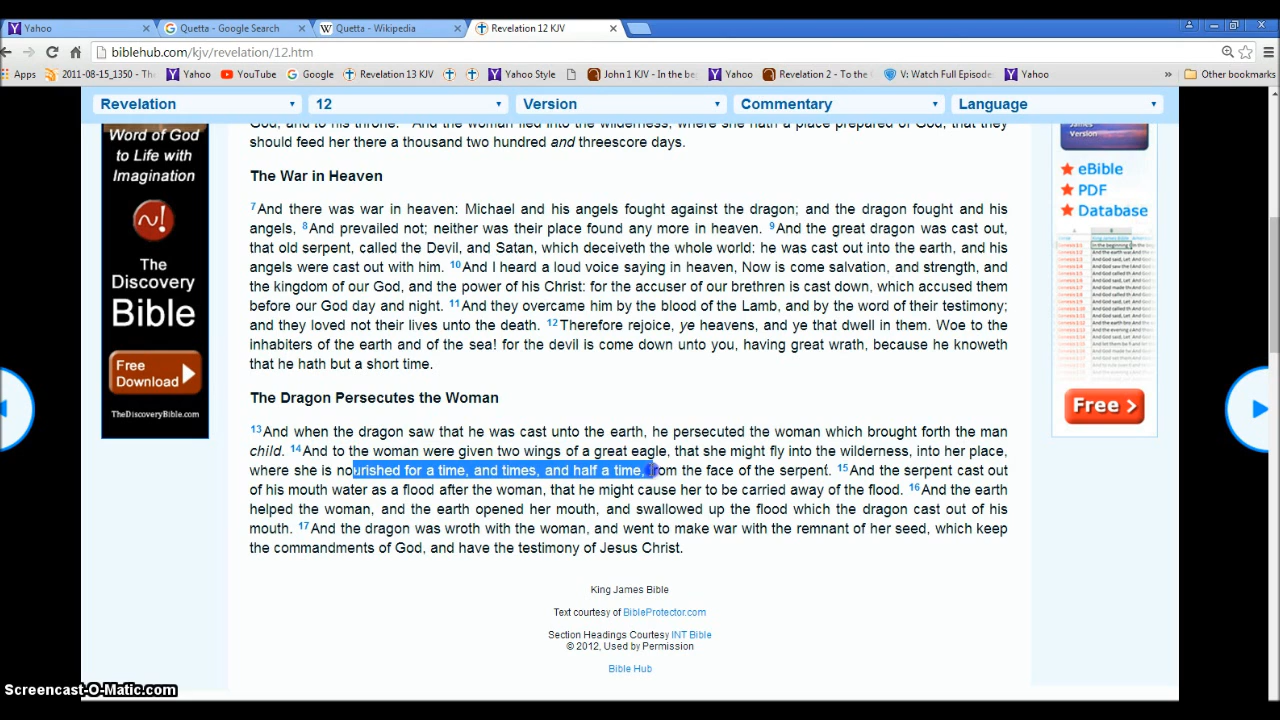 Yahoo
Quetta - Google Search
Quetta - Wikipedia
Revelation 12 KJV
biblehub.com/kjv/revelation/12.htm
Apps
2011-08-15_1350 - The
Yahoo
YouTube
Google
Revelation 13 KJV
Yahoo Style
John 1 KJV - In the be
Yahoo
Revelation 2 - To the
V: Watch Full Episode
Yahoo
»
Other bookmarks
Revelation
12
Version
Commentary
Language
Word of God
to Life with
Imagination
The
Discovery
Bible
Free
Download
TheDiscoveryBible.com
God, and to his throne. And the woman fled into the wilderness, where she hath a place prepared of God, that they
should feed her there a thousand two hundred and threescore days.
The War in Heaven
7And there was war in heaven: Michael and his angels fought against the dragon; and the dragon fought and his
angels, 8And prevailed not; neither was their place found any more in heaven. 9And the great dragon was cast out,
that old serpent, called the Devil, and Satan, which deceiveth the whole world: he was cast out into the earth, and his
angels were cast out with him. 10And I heard a loud voice saying in heaven, Now is come salvation, and strength, and
the kingdom of our God, and the power of his Christ: for the accuser of our brethren is cast down, which accused them
before our God day and night. 11And they overcame him by the blood of the Lamb, and by the word of their testimony;
and they loved not their lives unto the death. 12Therefore rejoice, ye heavens, and ye that dwell in them. Woe to the
inhabiters of the earth and of the sea! for the devil is come down unto you, having great wrath, because he knoweth
that he hath but a short time.
The Dragon Persecutes the Woman
13And when the dragon saw that he was cast unto the earth, he persecuted the woman which brought forth the man
child. 14And to the woman were given two wings of a great eagle, that she might fly into the wilderness, into her place,
where she is nourished for a time, and times, and half a time, from the face of the serpent. 15And the serpent cast out
of his mouth water as a flood after the woman, that he might cause her to be carried away of the flood. 16And the earth
helped the woman, and the earth opened her mouth, and swallowed up the flood which the dragon cast out of his
mouth. 17And the dragon was wroth with the woman, and went to make war with the remnant of her seed, which keep
the commandments of God, and have the testimony of Jesus Christ.
King James Bible
Text courtesy of BibleProtector.com
Section Headings Courtesy INT Bible
© 2012, Used by Permission
Bible Hub
Version
eBible
PDF
Database
Free >
Screencast-O-Matic.com